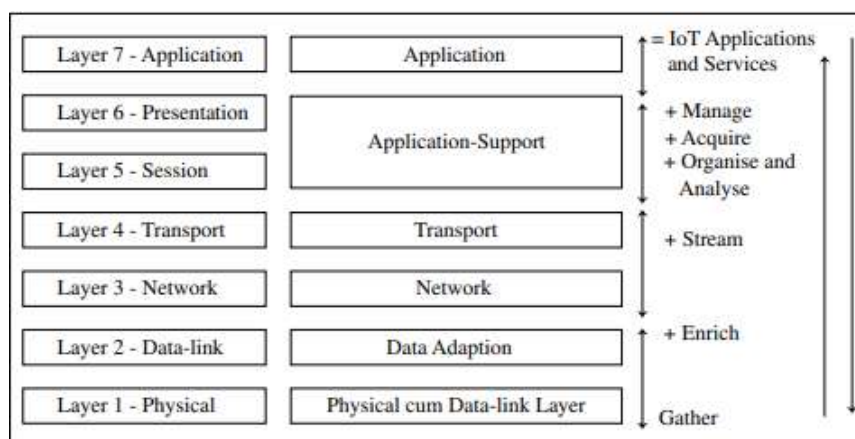 Layer 7 - Application
Application
= IoT Applications
and Services
Layer 6 - Presentation
Application-Support
+ Manage
+ Acquire
+ Organise and
Analyse
Layer 5 - Session
Layer 4 - Transport
Transport
+ Stream
Layer 3 - Network
Network
Layer 2 - Data-link
Data Adaption
+ Enrich
Layer 1 - Physical
Physical cum Data-link Layer
Gather